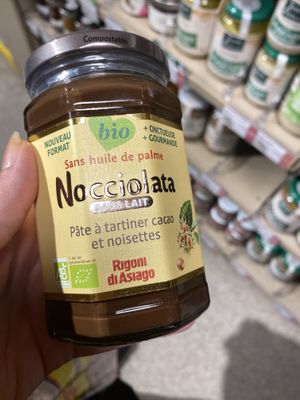 Compostable
bio
NOUVEAU
FORMAT
+ ONCTUEUSE
+ GOURMANDE
Sans huile de palme
Nocciolata
SANS LAIT
Pâte à tartiner cacao
et noisettes
Rigoni
di Asiago